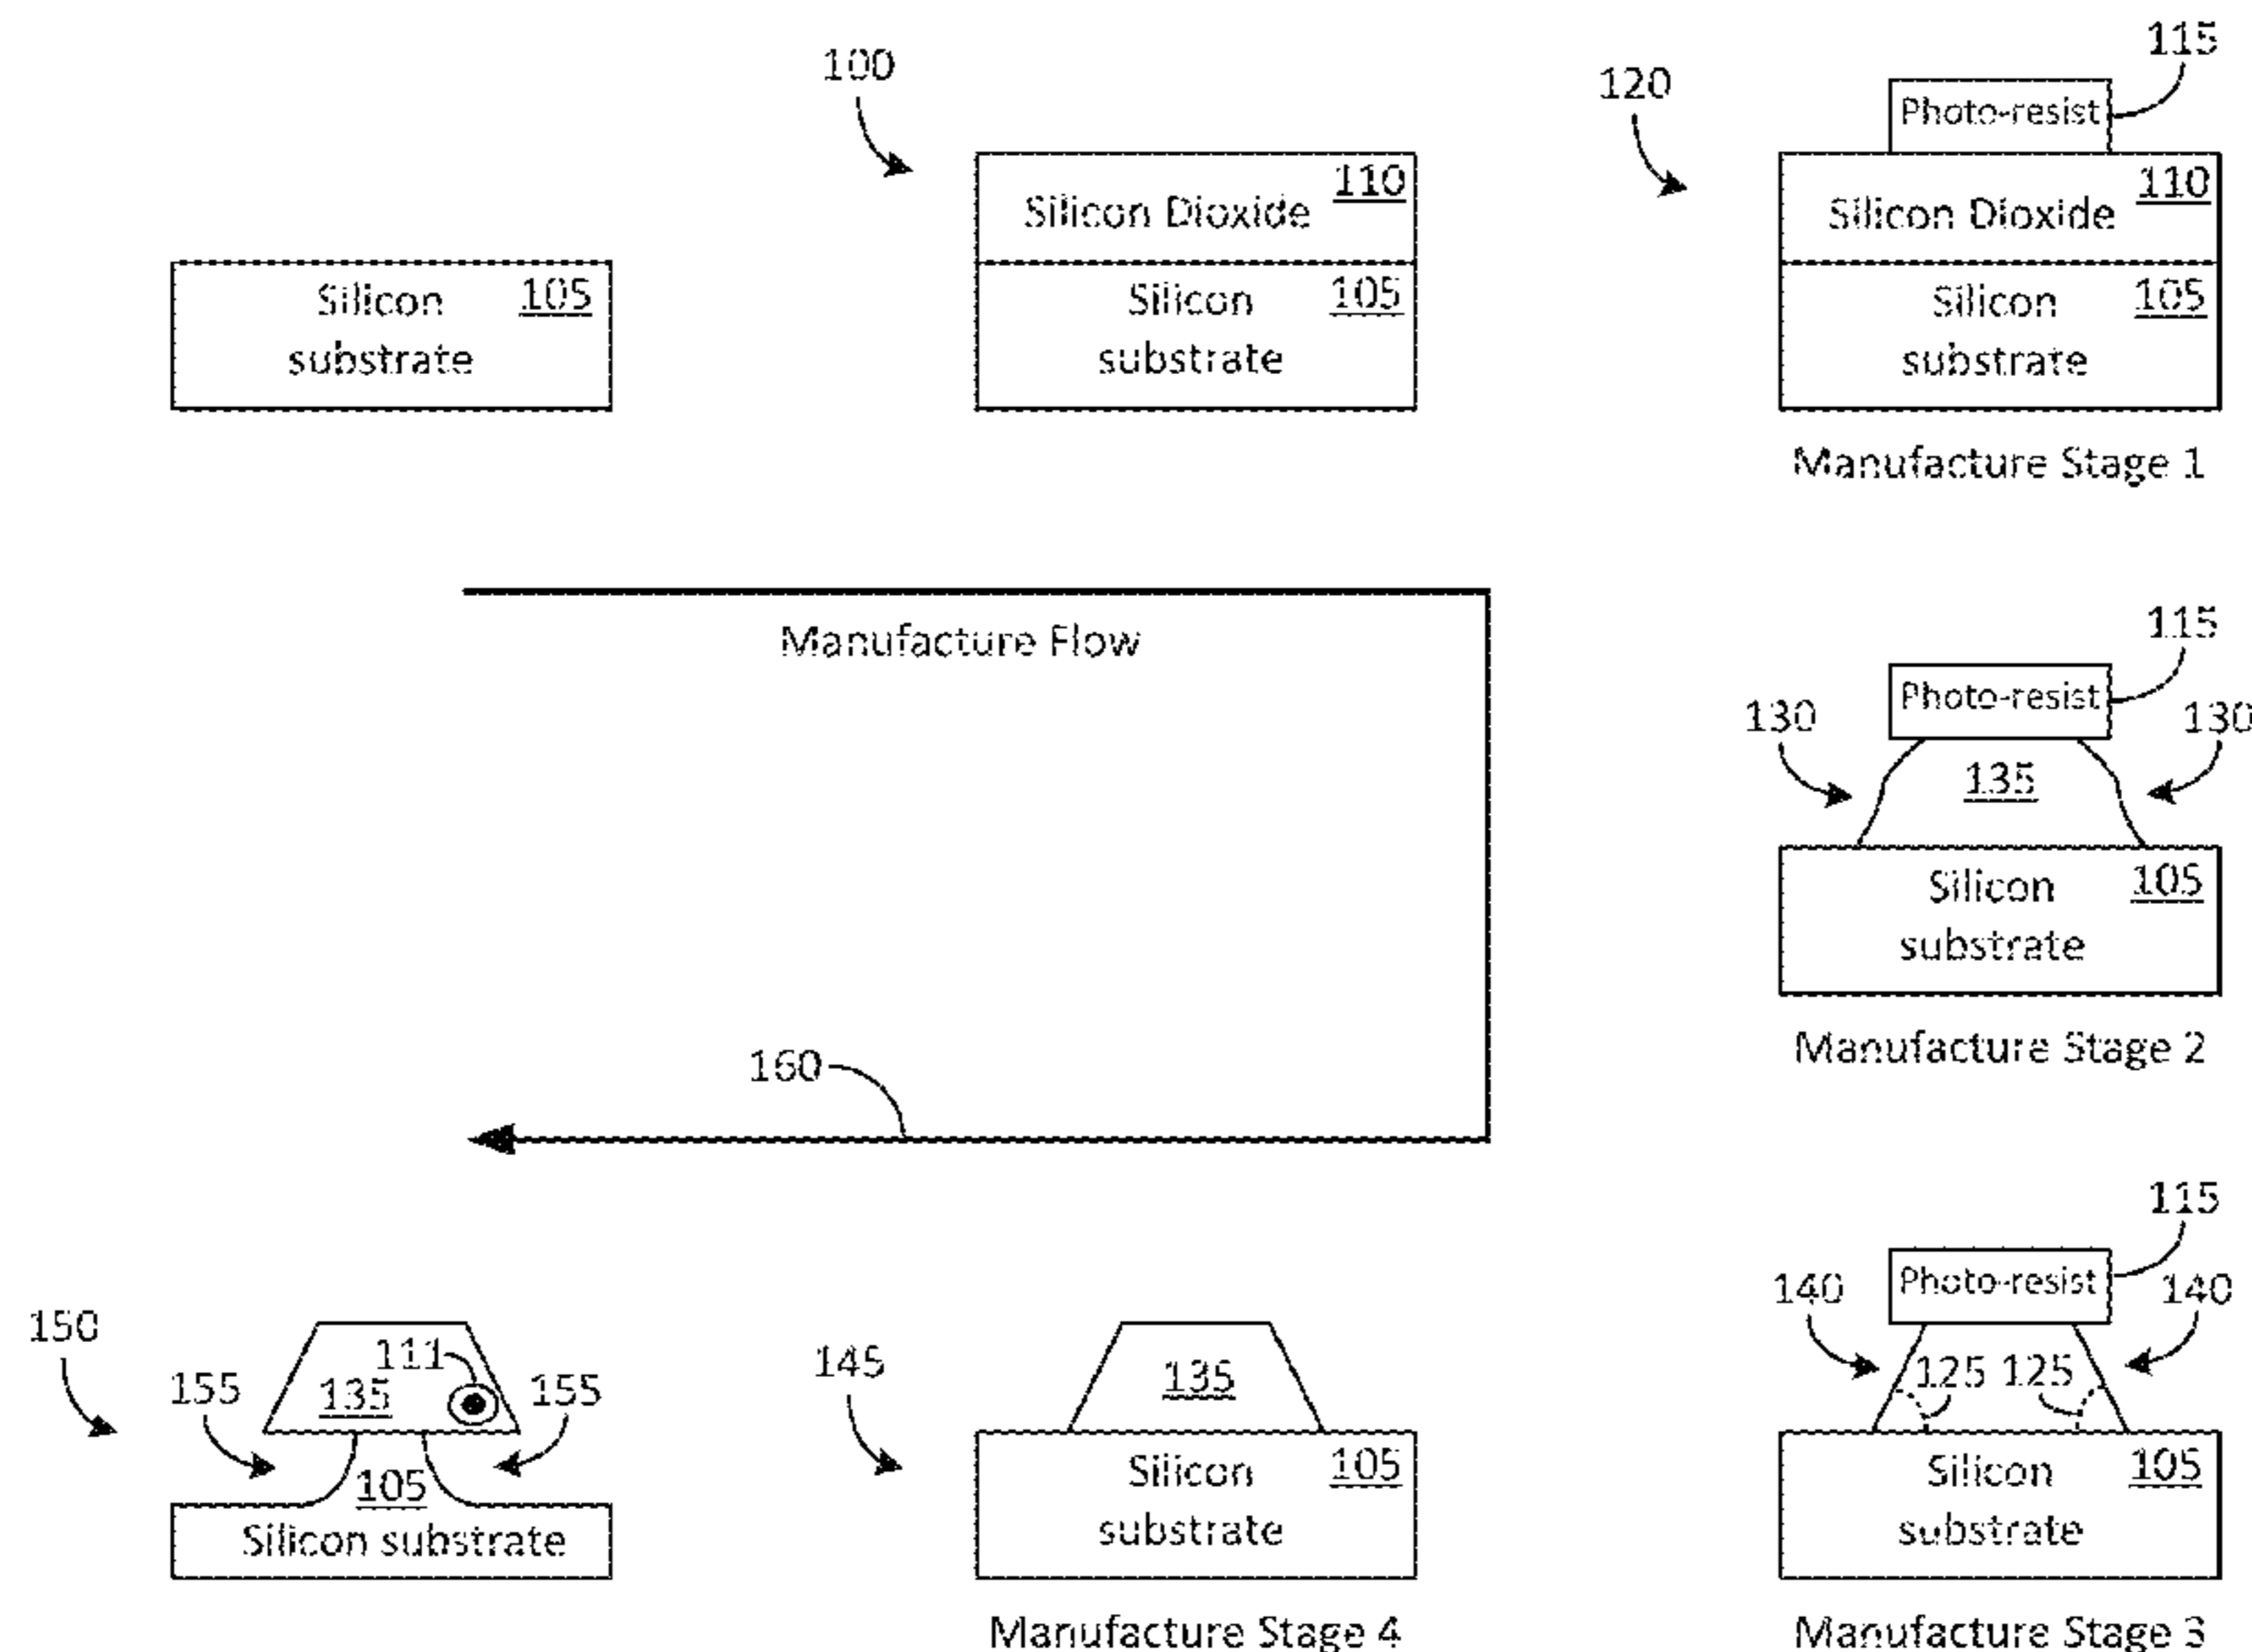 100
120
115
Photo-resist
Silicon Dioxide 110
Silicon Dioxide 110
Silicon 105
substrate
Silicon 105
substrate
Silicon 105
substrate
Manufacture Stage 1
Manufacture Flow
115
Photo-resist
130
130
135
Silicon 105
substrate
Manufacture Stage 2
160
115
Photo-resist
140
140
125 125
Silicon 105
substrate
Manufacture Stage 3
145
135
Silicon 105
substrate
Manufacture Stage 4
150
111
155
135
155
105
Silicon substrate